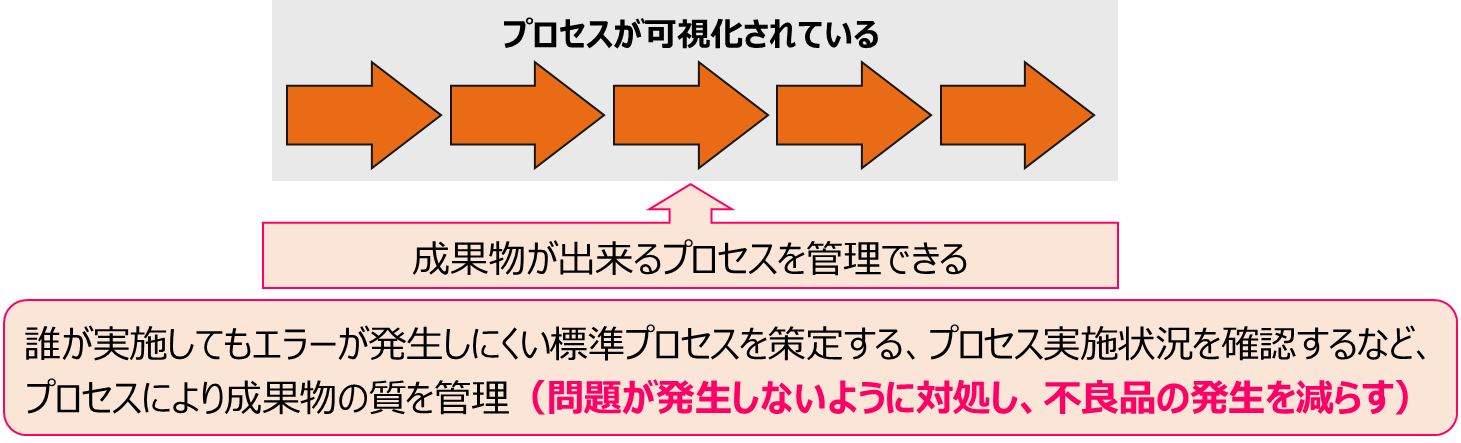 プロセスが可視化されている
成果物が出来るプロセスを管理できる
誰が実施してもエラーが発生しにくい標準プロセスを策定する、プロセス実施状況を確認するなど、
プロセスにより成果物の質を管理（問題が発生しないように対処し、不良品の発生を減らす）